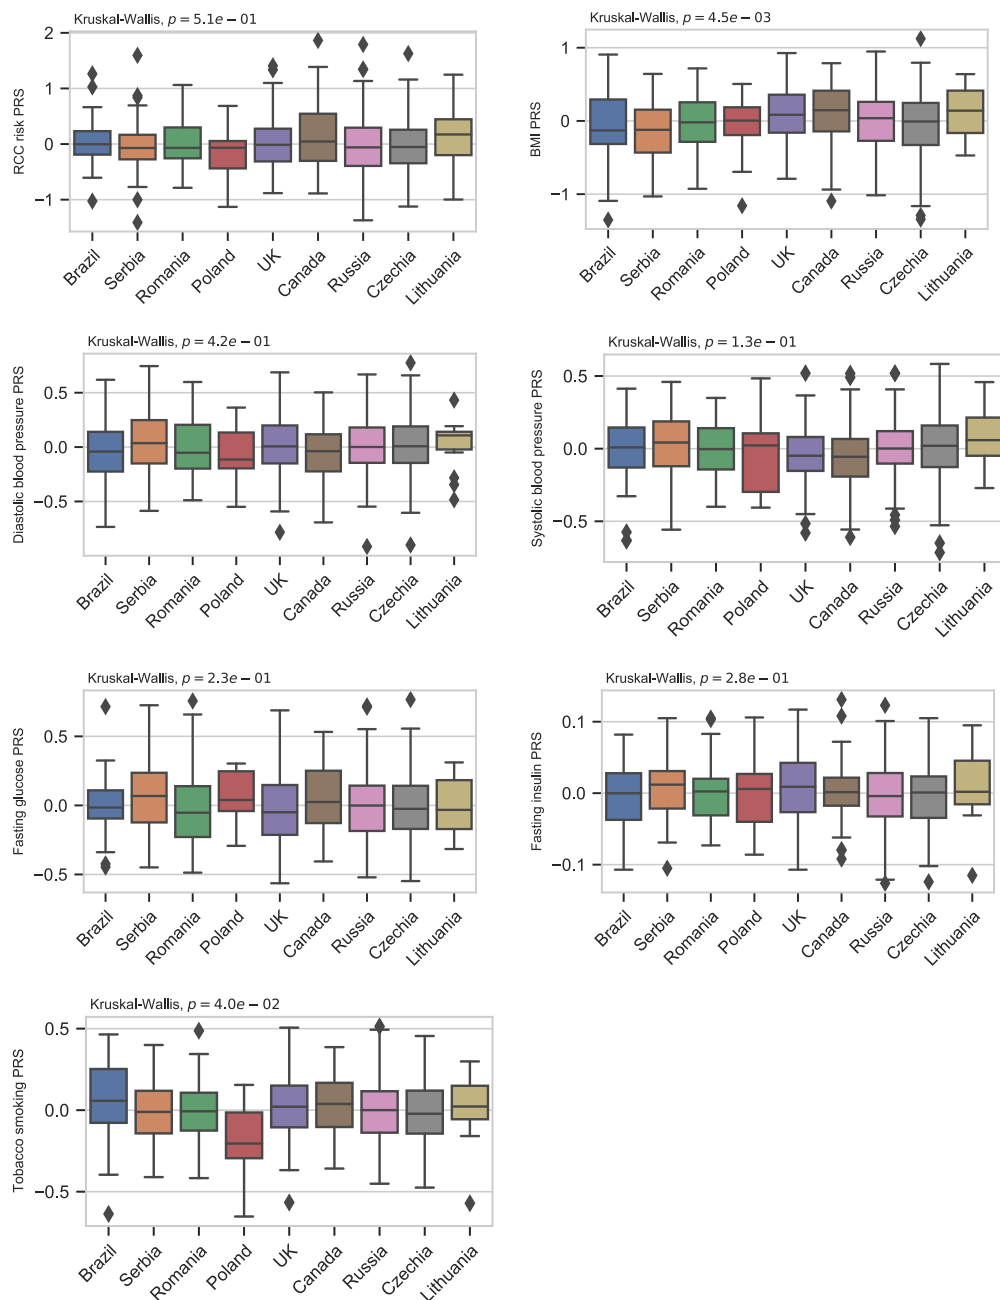 Kruskal-Wallis, p = 5.1e − 01
RCC risk PRS
2
1
0
−1
Brazil
Serbia
Romania
Poland
UK
Canada
Russia
Czechia
Lithuania
Kruskal-Wallis, p = 4.5e − 03
BMI PRS
1
0
−1
Brazil
Serbia
Romania
Poland
UK
Canada
Russia
Czechia
Lithuania
Kruskal-Wallis, p = 4.2e − 01
Diastolic blood pressure PRS
0.5
0.0
−0.5
Brazil
Serbia
Romania
Poland
UK
Canada
Russia
Czechia
Lithuania
Kruskal-Wallis, p = 1.3e − 01
Systolic blood pressure PRS
0.5
0.0
−0.5
Brazil
Serbia
Romania
Poland
UK
Canada
Russia
Czechia
Lithuania
Kruskal-Wallis, p = 2.3e − 01
Fasting glucose PRS
0.5
0.0
−0.5
Brazil
Serbia
Romania
Poland
UK
Canada
Russia
Czechia
Lithuania
Kruskal-Wallis, p = 2.8e − 01
Fasting insulin PRS
0.1
0.0
−0.1
Brazil
Serbia
Romania
Poland
UK
Canada
Russia
Czechia
Lithuania
Kruskal-Wallis, p = 4.0e − 02
Tobacco smoking PRS
0.5
0.0
−0.5
Brazil
Serbia
Romania
Poland
UK
Canada
Russia
Czechia
Lithuania